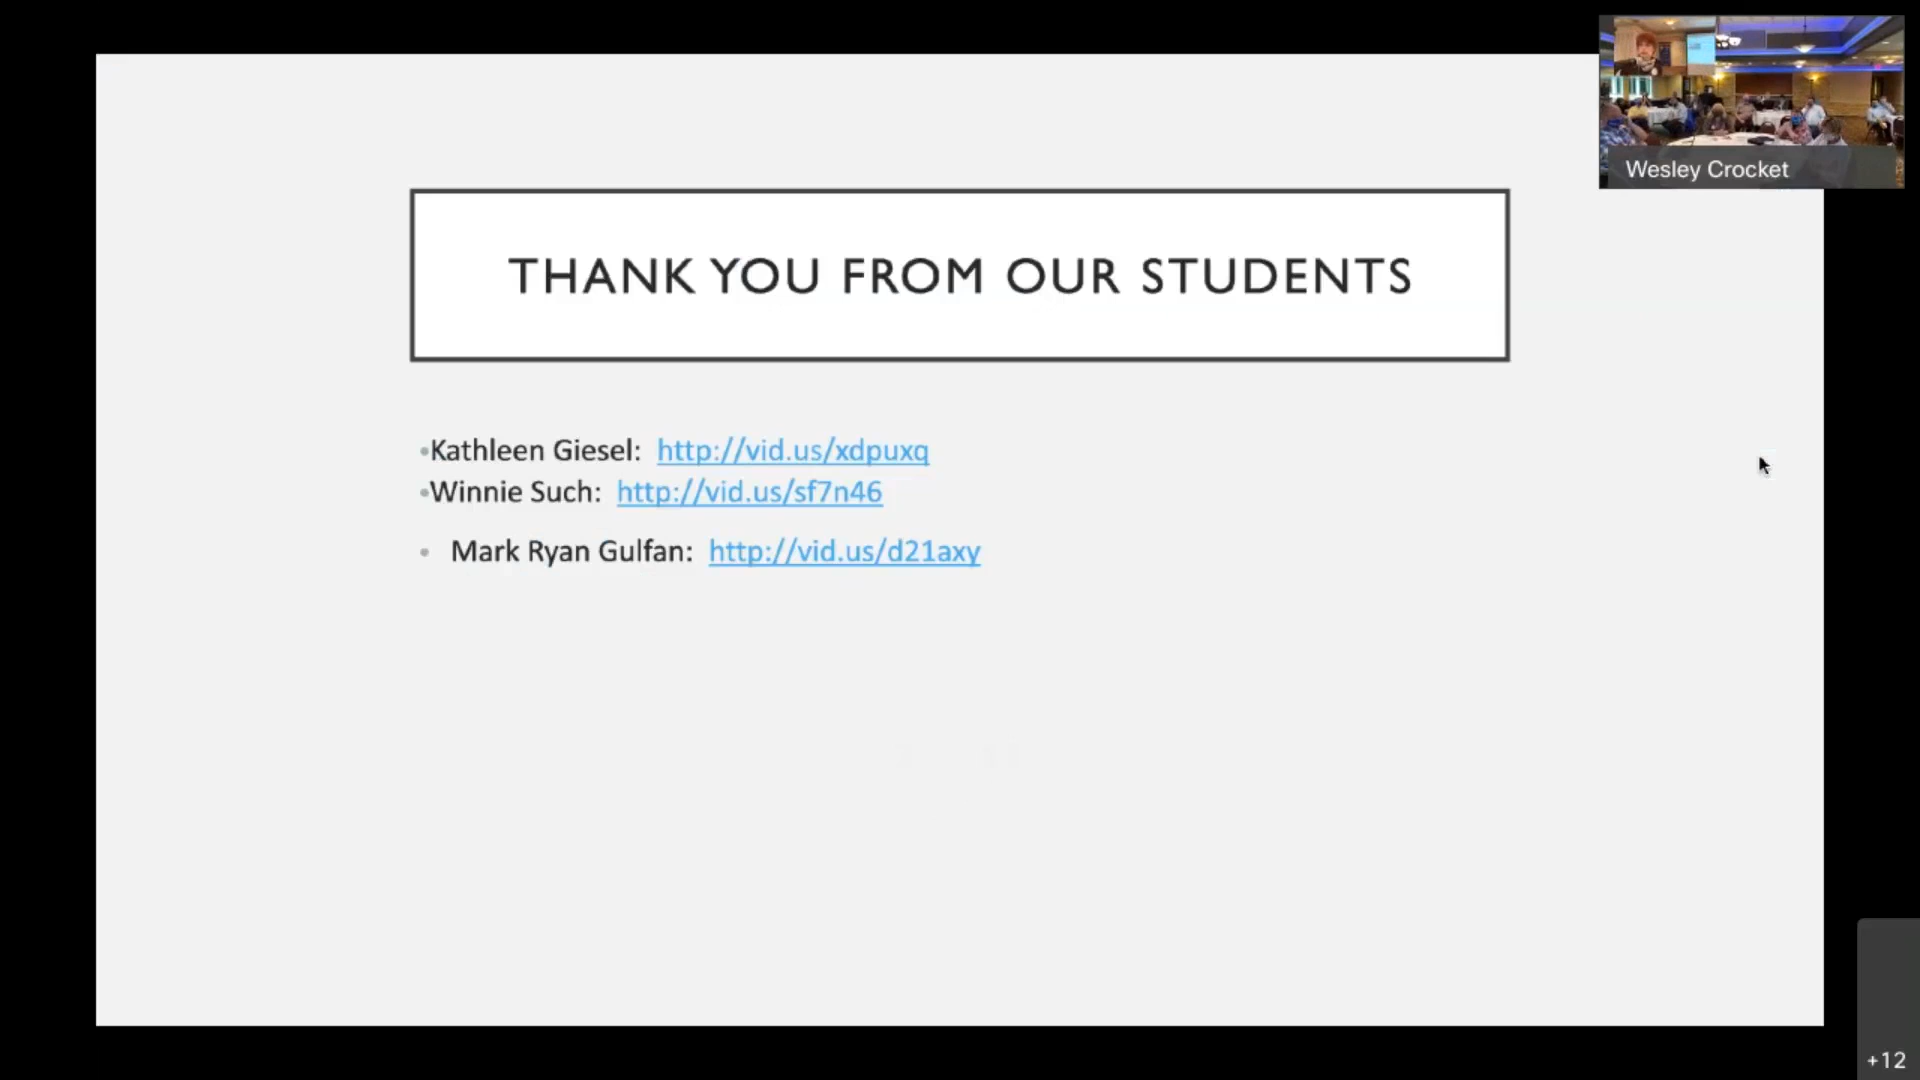 Wesley Crocket
THANK YOU FROM OUR STUDENTS
•Kathleen Giesel: http://vid.us/xdpuxq
•Winnie Such: http://vid.us/sf7n46
• Mark Ryan Gulfan: http://vid.us/d21axy
+12